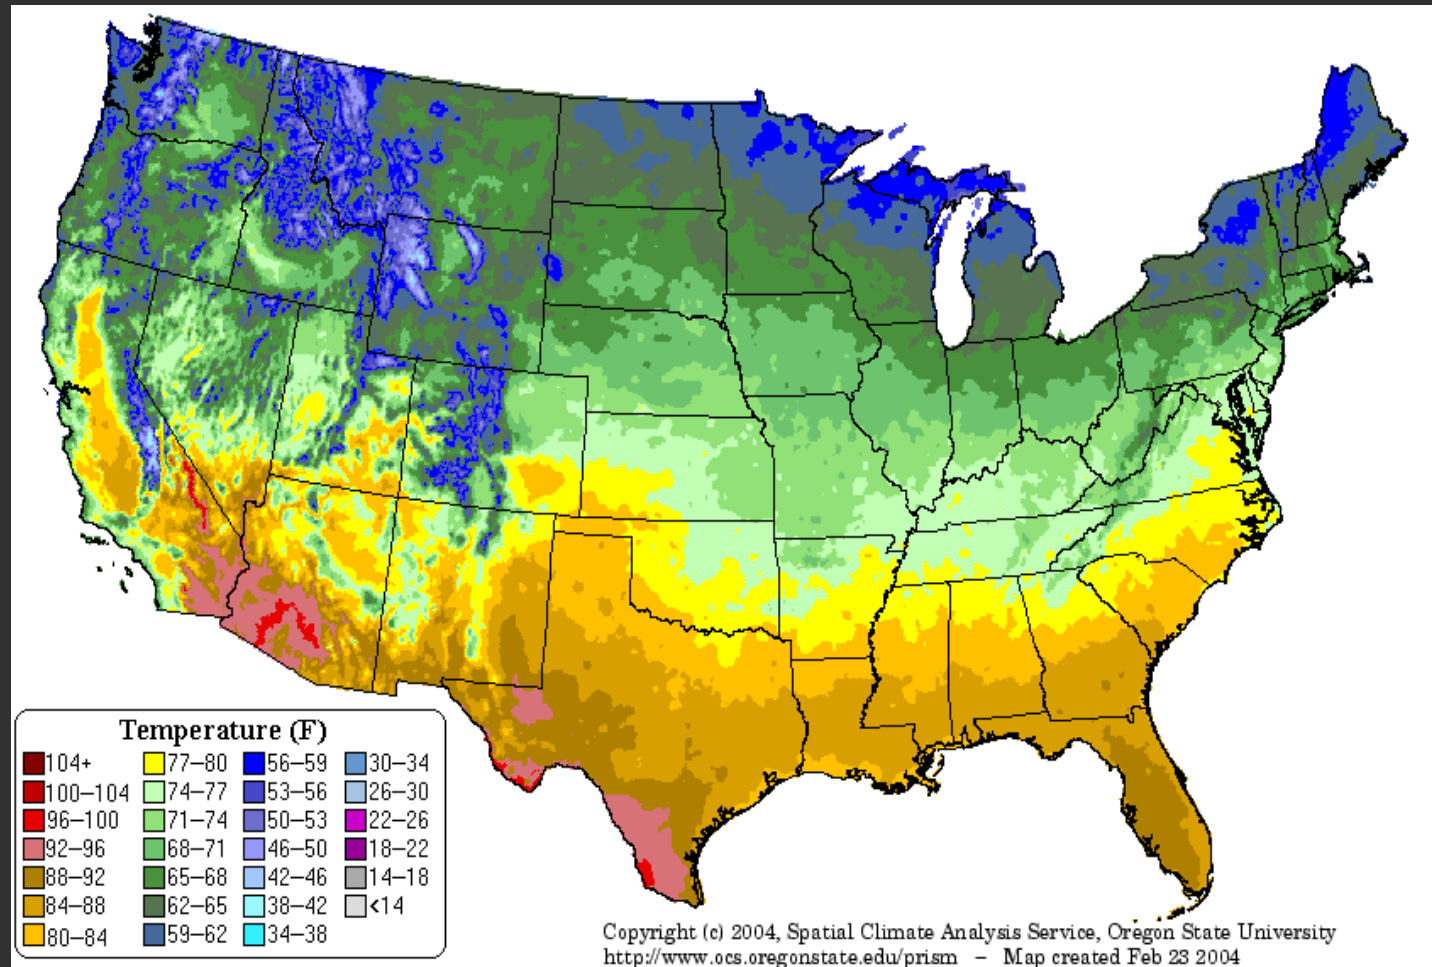 Temperature (F)
104+ 77–80 56–59 30–34
100–104 74–77 53–56 26–30
96–100 71–74 50–53 22–26
92–96 68–71 46–50 18–22
88–92 65–68 42–46 14–18
84–88 62–65 38–42 <14
80–84 59–62 34–38
Copyright (c) 2004, Spatial Climate Analysis Service, Oregon State University
http://www.ocs.oregonstate.edu/prism – Map created Feb 23 2004